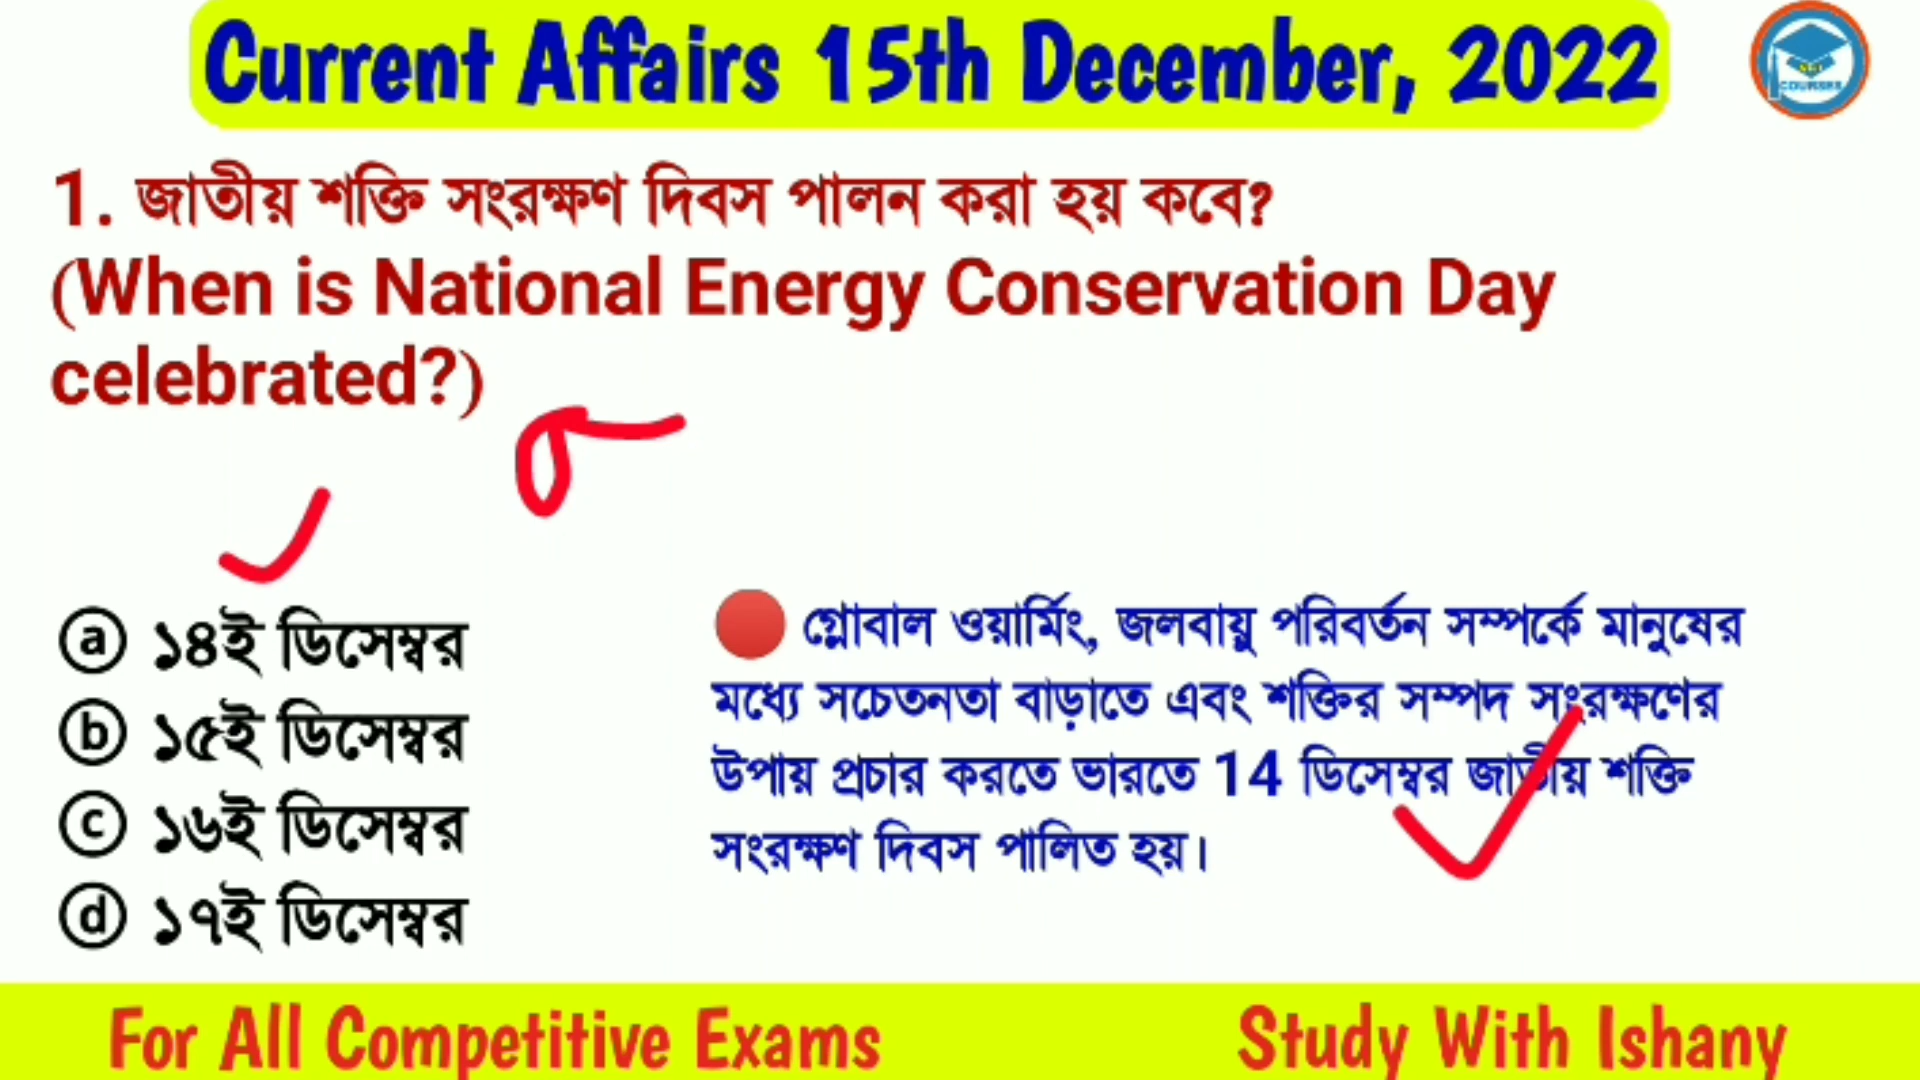 Current Affairs 15th December, 2022
COURSES
1. জাতীয় শক্তি সংরক্ষণ দিবস পালন করা হয় কবে?
(When is National Energy Conservation Day
celebrated?)
ⓐ ১৪ই ডিসেম্বর
ⓑ ১৫ই ডিসেম্বর
ⓒ ১৬ই ডিসেম্বর
ⓓ ১৭ই ডিসেম্বর
গ্লোবাল ওয়ার্মিং, জলবায়ু পরিবর্তন সম্পর্কে মানুষের
মধ্যে সচেতনতা বাড়াতে এবং শক্তির সম্পদ সংরক্ষণের
উপায় প্রচার করতে ভারতে 14 ডিসেম্বর জাতীয় শক্তি
সংরক্ষণ দিবস পালিত হয়।
For All Competitive Exams
Study With Ishany